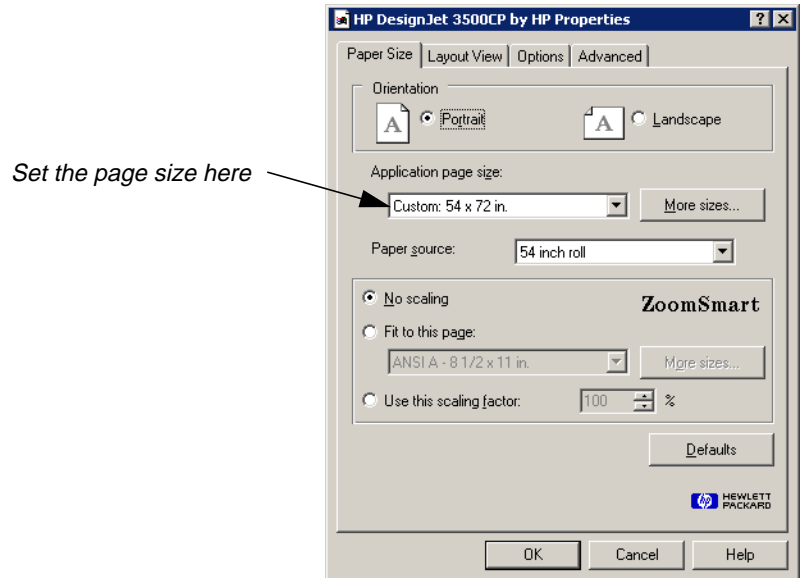 HP DesignJet 3500CP by HP Properties
Paper Size Layout View Options Advanced
Orientation
A Portrait A Landscape
Set the page size here
Application page size:
Custom: 54 x 72 in. More sizes...
Paper source: 54 inch roll
No scaling ZoomSmart
Fit to this page:
ANSI A - 8 1/2 x 11 in. More sizes...
Use this scaling factor: 100 %
Defaults
hp HEWLETT
PACKARD
OK Cancel Help